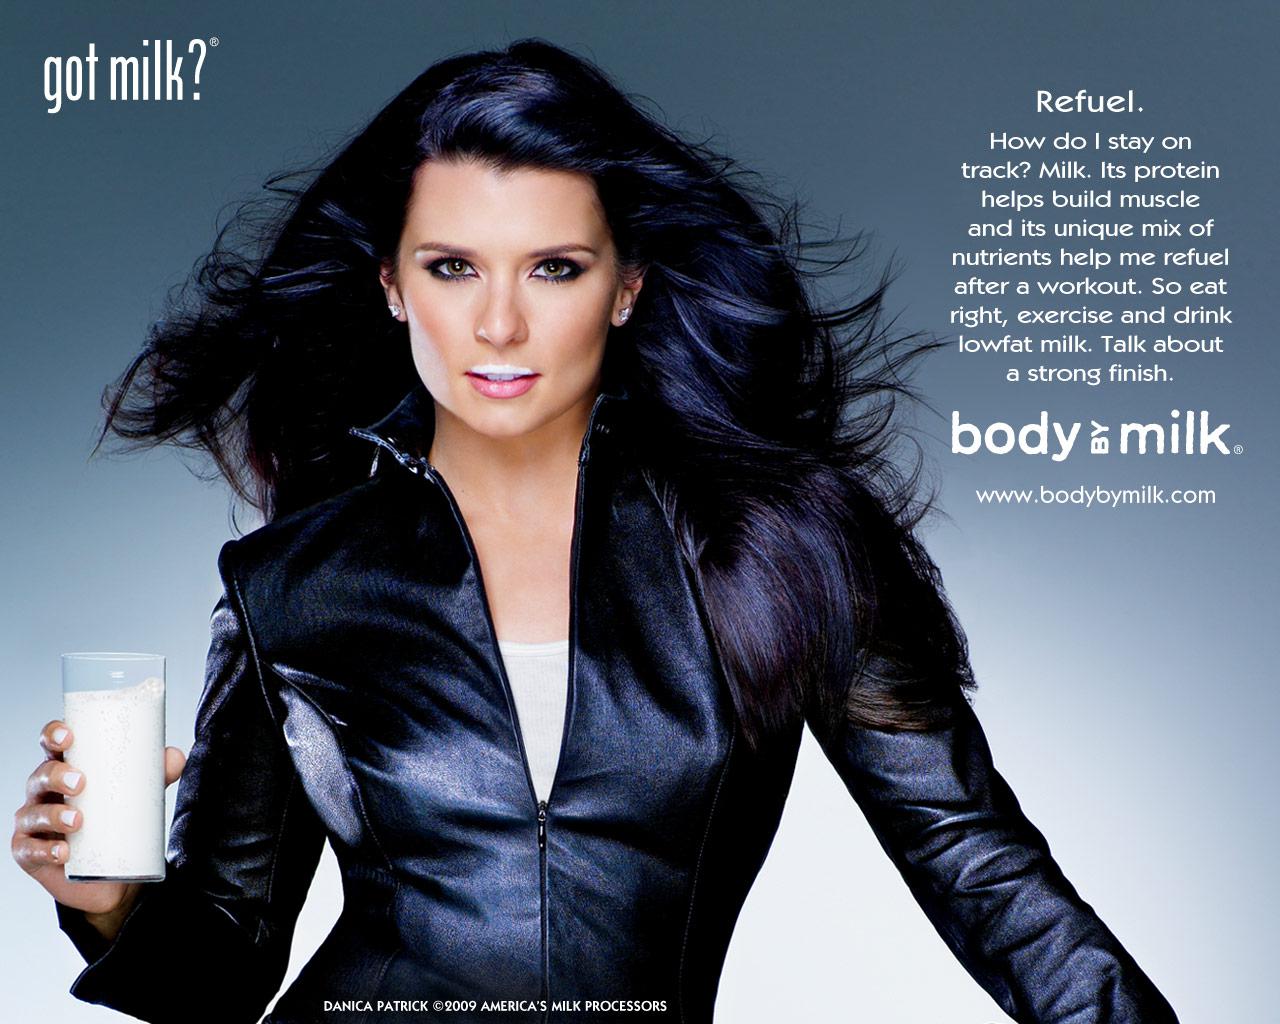 got milk?®
Refuel.
How do I stay on
track? Milk. Its protein
helps build muscle
and its unique mix of
nutrients help me refuel
after a workout. So eat
right, exercise and drink
lowfat milk. Talk about
a strong finish.
body BY milk®
www.bodybymilk.com
DANICA PATRICK ©2009 AMERICA'S MILK PROCESSORS